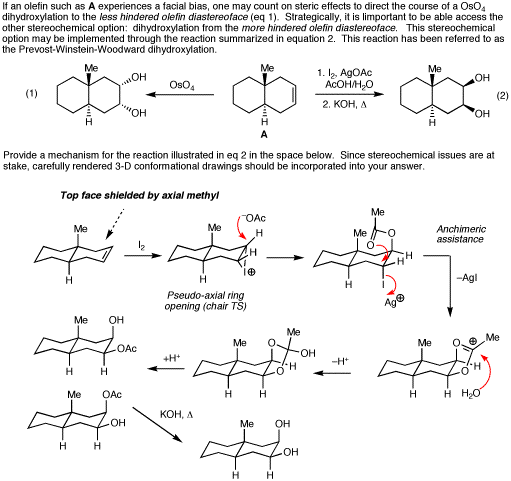 If an olefin such as A experiences a facial bias, one may count on steric effects to direct the course of a OsO4
dihydroxylation to the less hindered olefin diastereoface (eq 1). Strategically, it is limportant to be able access the
other stereochemical option: dihydroxylation from the more hindered olefin diastereoface. This stereochemical
option may be implemented through the reaction summarized in equation 2. This reaction has been referred to as
the Prevost-Winstein-Woodward dihydroxylation.
(1)
Me
OH
OH
H
OsO4
Me
H
A
1. I2, AgOAc
AcOH/H2O
2. KOH, Δ
Me
OH
OH
H
(2)
Provide a mechanism for the reaction illustrated in eq 2 in the space below. Since stereochemical issues are at
stake, carefully rendered 3-D conformational drawings should be incorporated into your answer.
Top face shielded by axial methyl
Me
H
I2
−OAc
Me
H
H
H
I⊕
Pseudo-axial ring
opening (chair TS)
Me
Me
O
O
H
H
H
I
Ag⊕
Anchimeric
assistance
–AgI
Me
O
⊕
Me
O
H
H
H
H2O
–H+
Me
Me
O
OH
H
O
H
H
+H+
Me
OH
OAc
H
H
Me
OAc
OH
H
H
KOH, Δ
Me
OH
OH
H
H